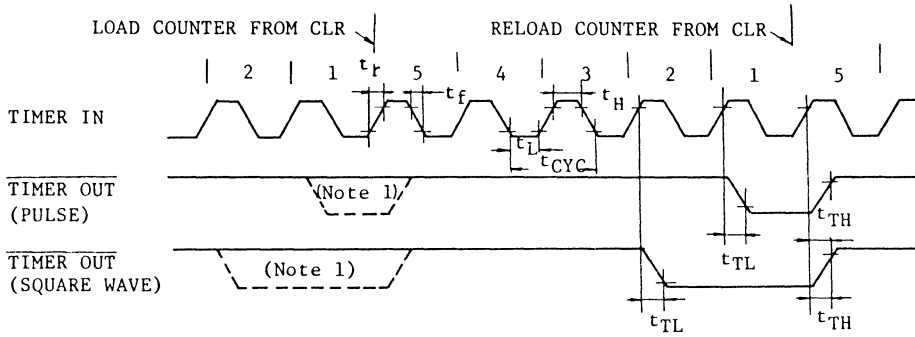 LOAD COUNTER FROM CLR
RELOAD COUNTER FROM CLR
2 1 5 4 3 2 1 5
tr tf tH
TIMER IN
tL
tCYC
TIMER OUT
(PULSE)
(Note 1)
tTL
tTH
TIMER OUT
(SQUARE WAVE)
(Note 1)
tTL
tTH